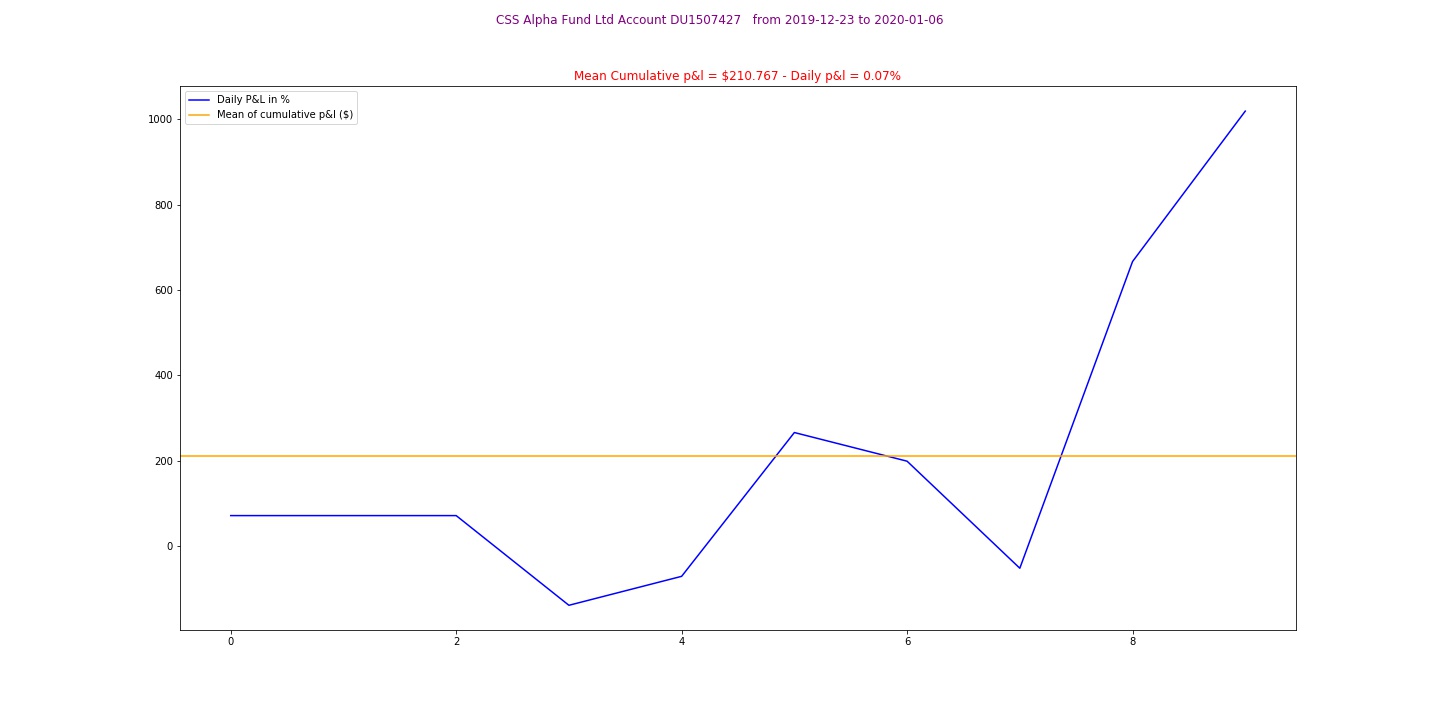 CSS Alpha Fund Ltd Account DU1507427   from 2019-12-23 to 2020-01-06
Mean Cumulative p&l = $210.767 - Daily p&l = 0.07%
Daily P&L in %
Mean of cumulative p&l ($)
1000
800
600
400
200
0
0 2 4 6 8